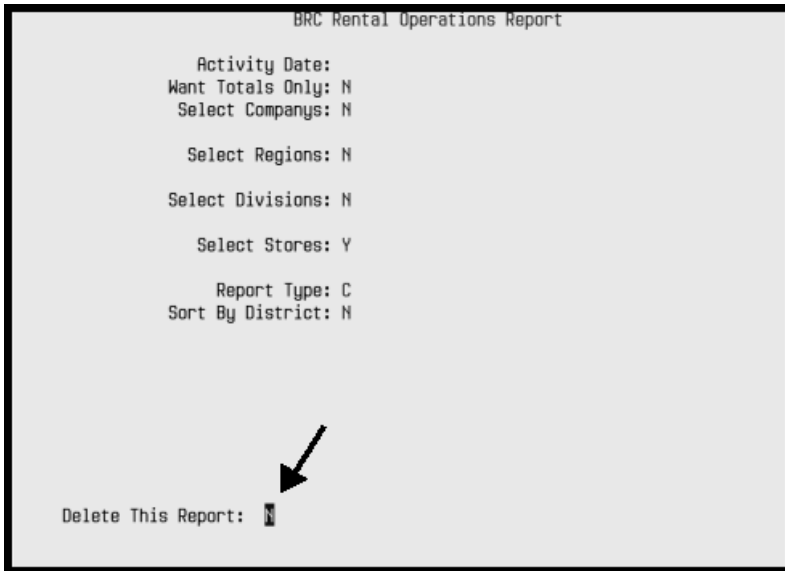 BRC Rental Operations Report
Activity Date:
Want Totals Only: N
Select Companys: N
Select Regions: N
Select Divisions: N
Select Stores: Y
Report Type: C
Sort By District: N
Delete This Report: N